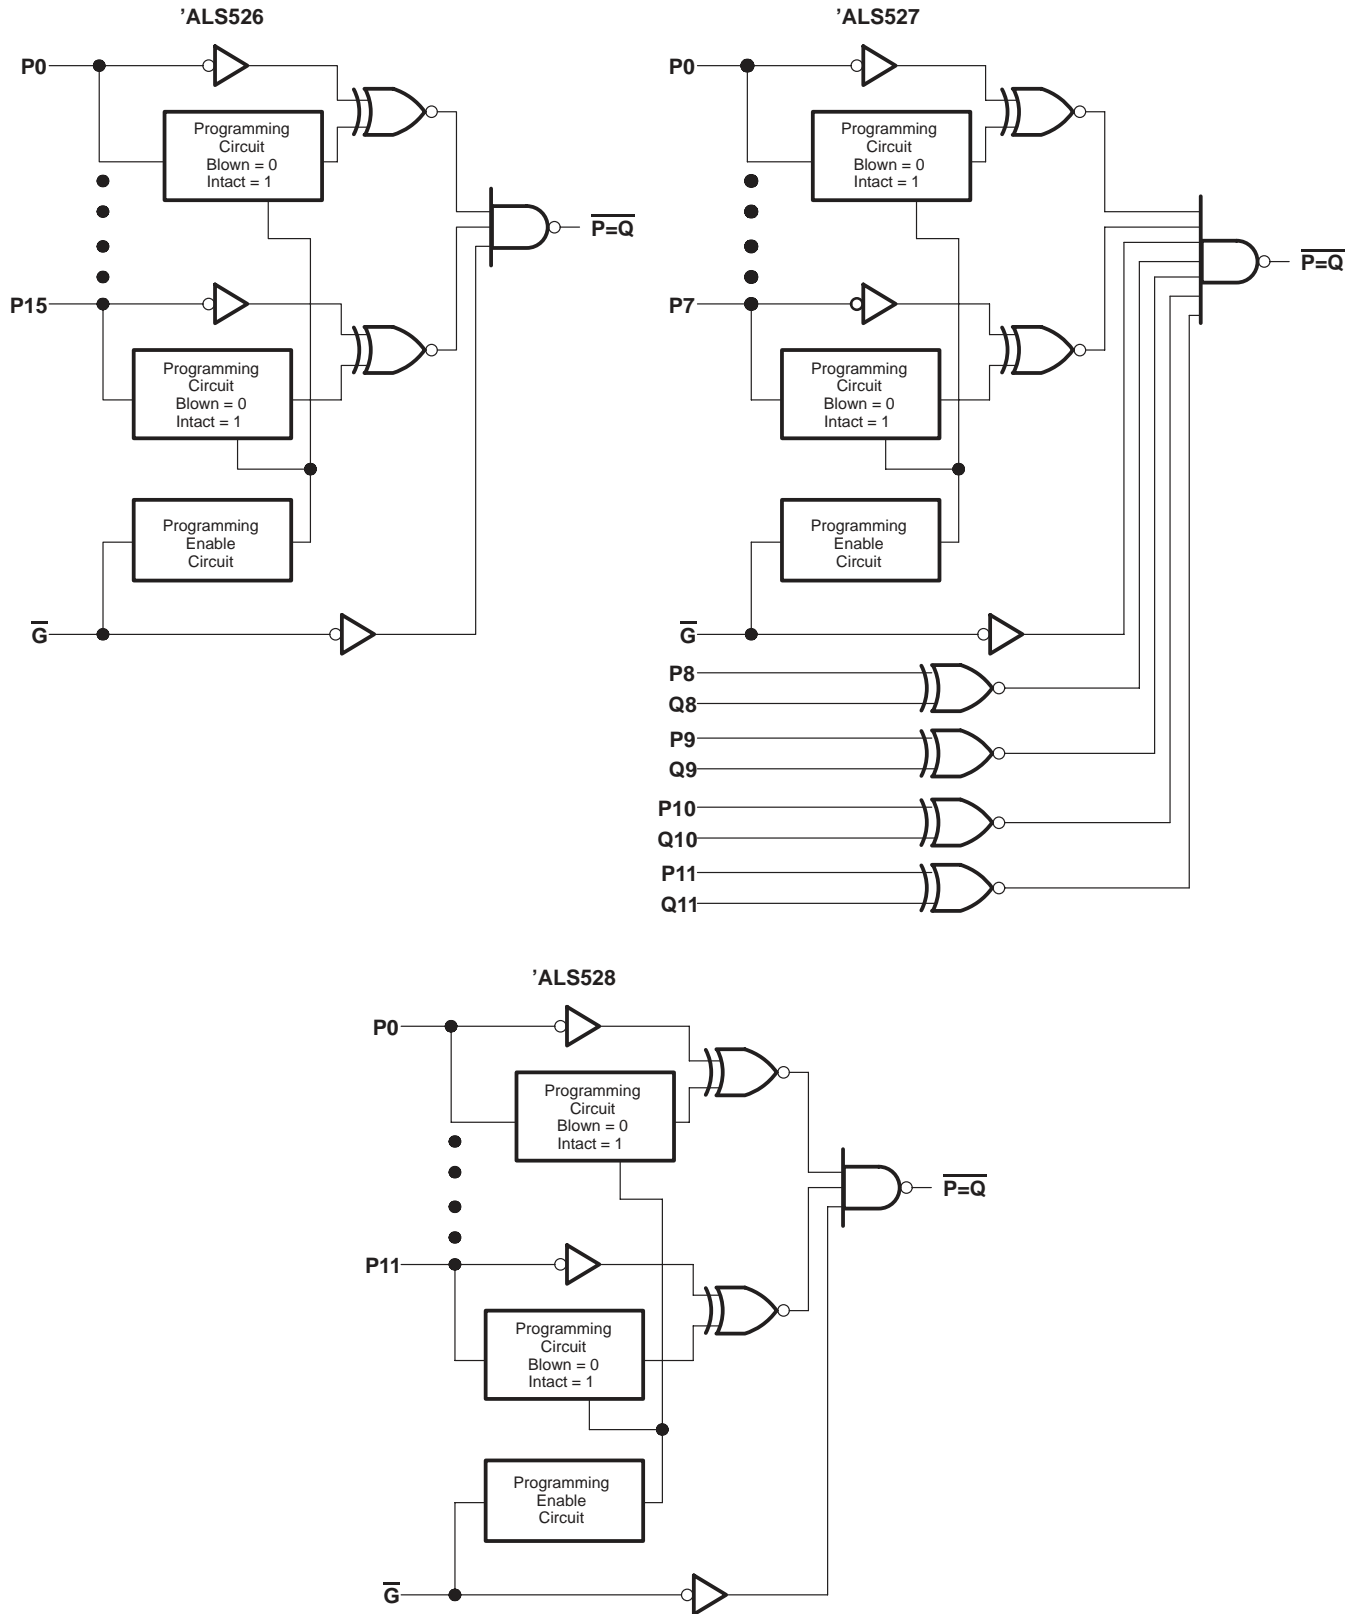 'ALS526
P0
Programming
Circuit
Blown = 0
Intact = 1
P=Q
P15
Programming
Circuit
Blown = 0
Intact = 1
Programming
Enable
Circuit
G
'ALS527
P0
Programming
Circuit
Blown = 0
Intact = 1
P=Q
P7
Programming
Circuit
Blown = 0
Intact = 1
Programming
Enable
Circuit
G
P8
Q8
P9
Q9
P10
Q10
P11
Q11
'ALS528
P0
Programming
Circuit
Blown = 0
Intact = 1
P=Q
P11
Programming
Circuit
Blown = 0
Intact = 1
Programming
Enable
Circuit
G